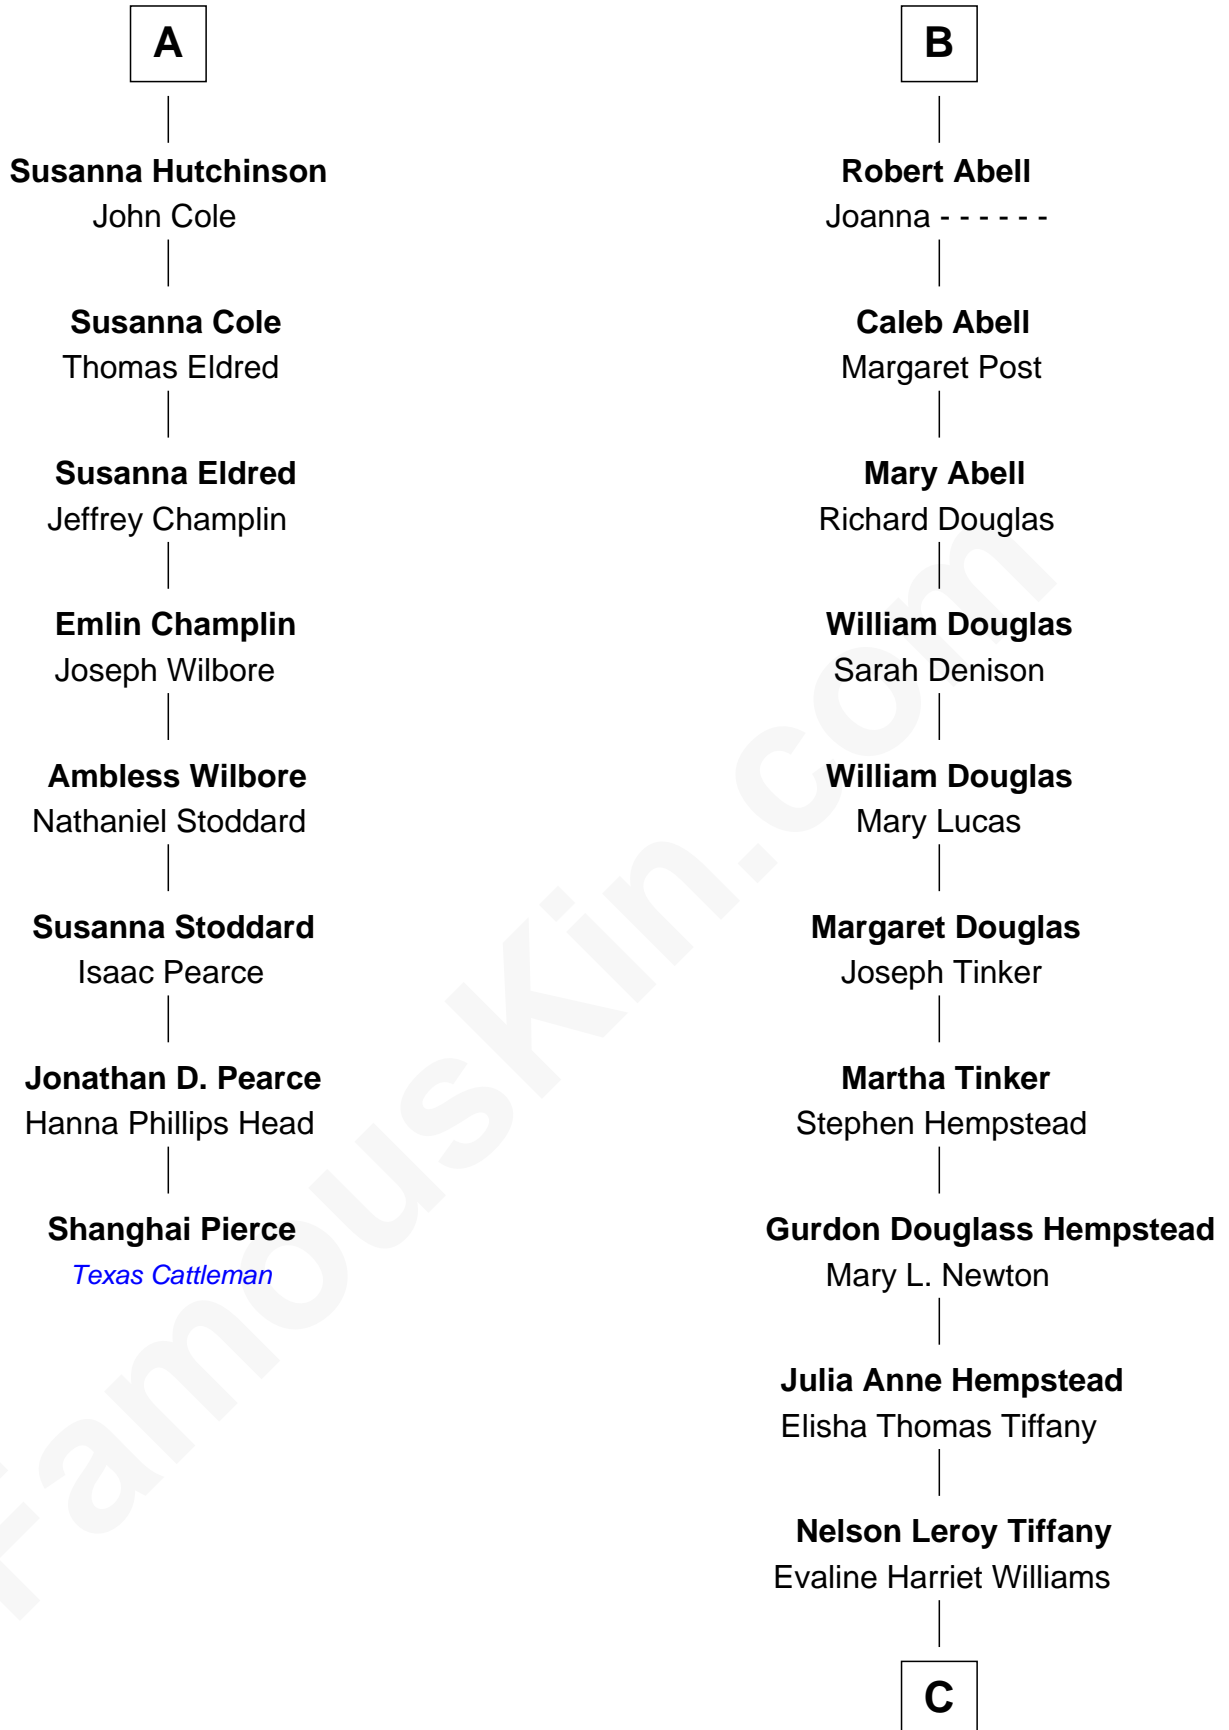 A
Susanna Hutchinson
John Cole
Susanna Cole
Thomas Eldred
Susanna Eldred
Jeffrey Champlin
Emlin Champlin
Joseph Wilbore
Ambless Wilbore
Nathaniel Stoddard
Susanna Stoddard
Isaac Pearce
Jonathan D. Pearce
Hanna Phillips Head
Shanghai Pierce
Texas Cattleman
B
Robert Abell
Joanna - - - - - -
Caleb Abell
Margaret Post
Mary Abell
Richard Douglas
William Douglas
Sarah Denison
William Douglas
Mary Lucas
Margaret Douglas
Joseph Tinker
Martha Tinker
Stephen Hempstead
Gurdon Douglass Hempstead
Mary L. Newton
Julia Anne Hempstead
Elisha Thomas Tiffany
Nelson Leroy Tiffany
Evaline Harriet Williams
C
FamousKin.com